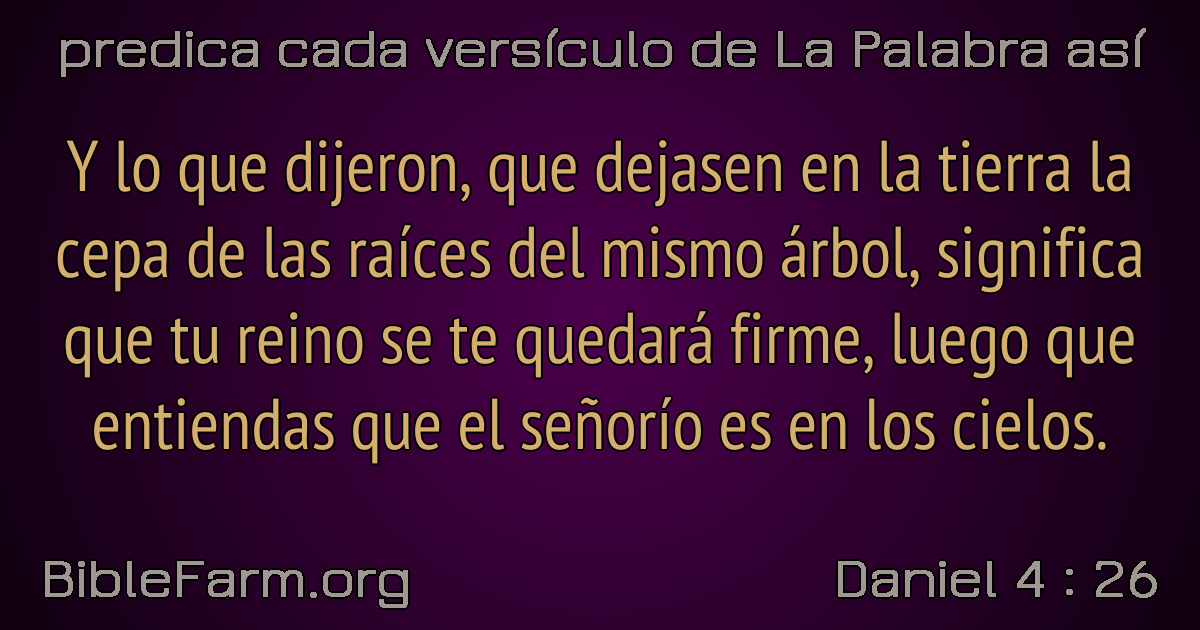 predica cada versículo de La Palabra así
Y lo que dijeron, que dejasen en la tierra la
cepa de las raíces del mismo árbol, significa
que tu reino se te quedará firme, luego que
entiendas que el señorío es en los cielos.
BibleFarm.org
Daniel 4 : 26